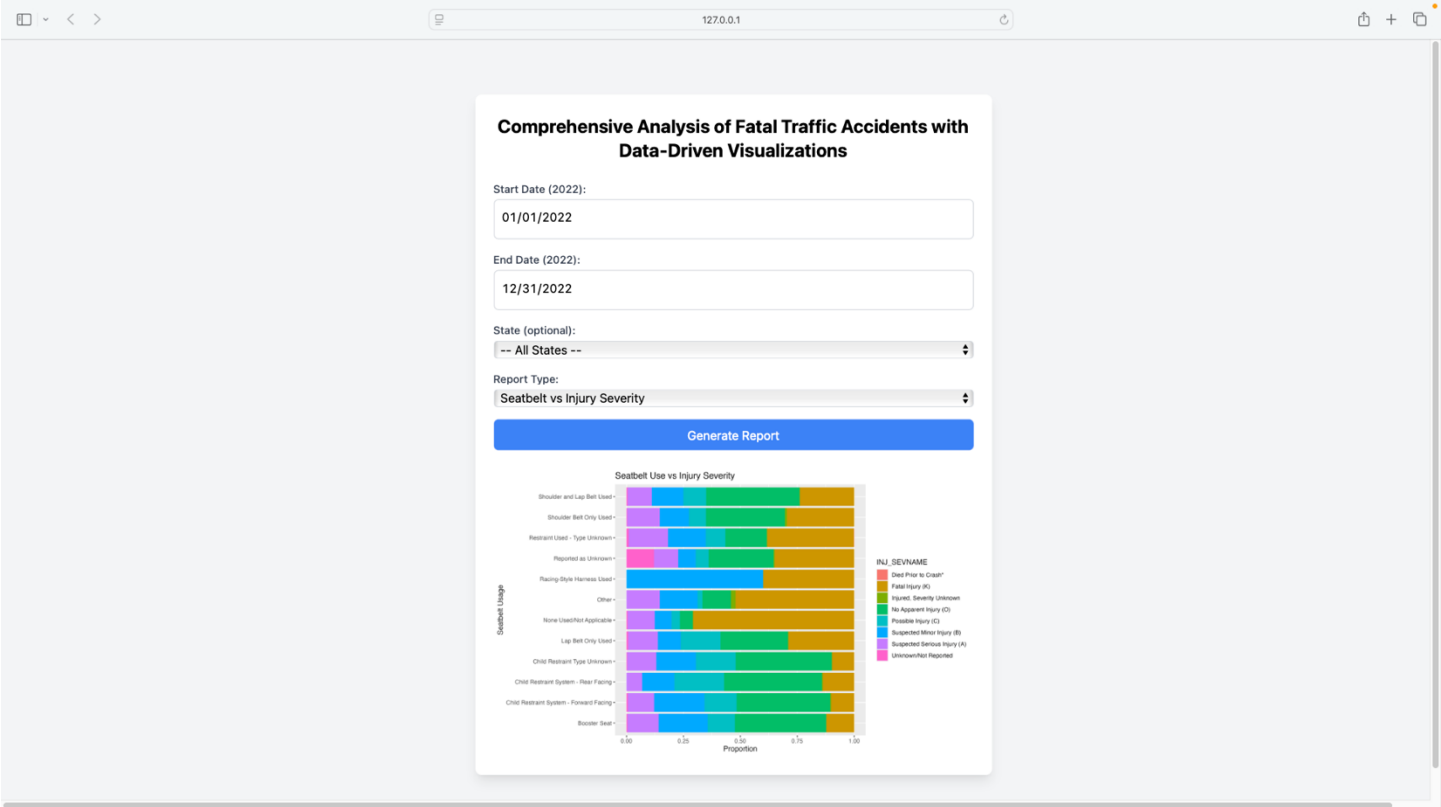 127.0.0.1
Comprehensive Analysis of Fatal Traffic Accidents with
Data-Driven Visualizations
Start Date (2022):
01/01/2022
End Date (2022):
12/31/2022
State (optional):
-- All States --
Report Type:
Seatbelt vs Injury Severity
Generate Report
Seatbelt Use vs Injury Severity
Seatbelt Usage
Shoulder and Lap Belt Used
Shoulder Belt Only Used
Restraint Used - Type Unknown
Reported as Unknown
Racing-Style Harness Used
Other
None Used/Not Applicable
Lap Belt Only Used
Child Restraint Type Unknown
Child Restraint System - Rear Facing
Child Restraint System - Forward Facing
Booster Seat
0.00 0.25 0.50 0.75 1.00
Proportion
INJ_SEVNAME
Died Prior to Crash*
Fatal Injury (K)
Injured, Severity Unknown
No Apparent Injury (O)
Possible Injury (C)
Suspected Minor Injury (B)
Suspected Serious Injury (A)
Unknown/Not Reported